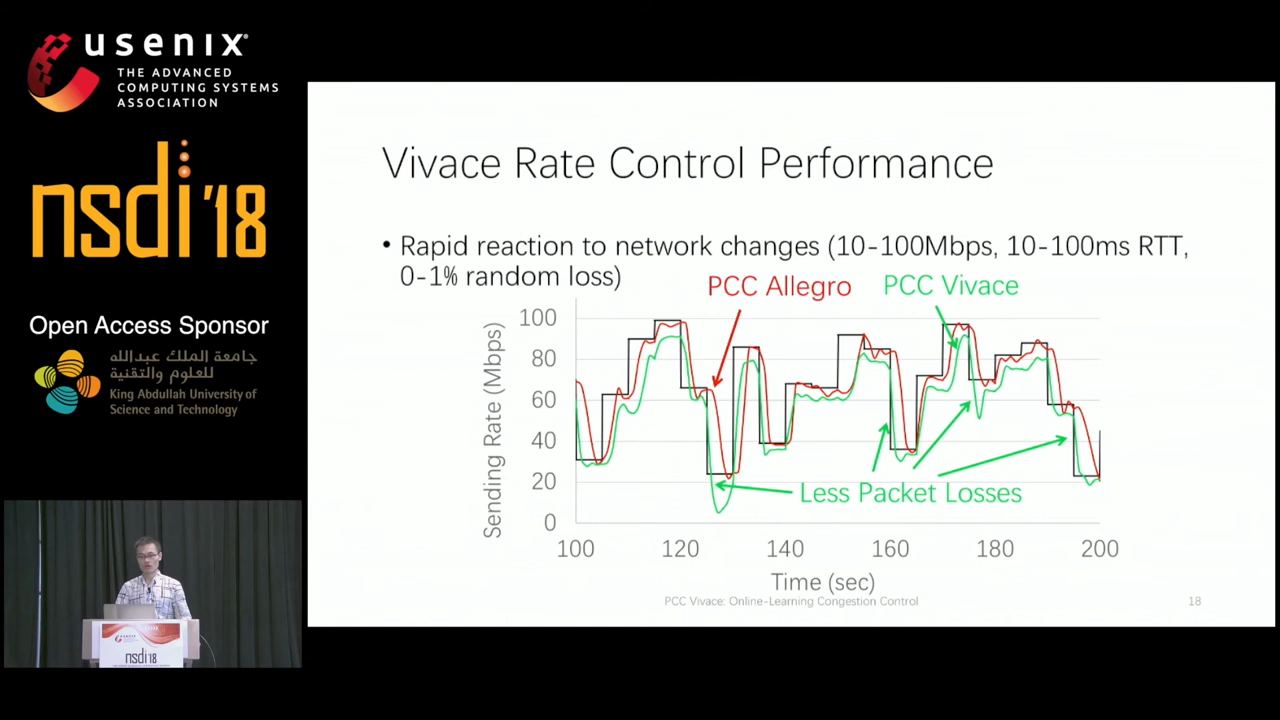 usenix
THE ADVANCED
COMPUTING SYSTEMS
ASSOCIATION
nsdi '18
Open Access Sponsor
جامعة الملك عبدالله
للعلوم والتقنية
King Abdullah University of
Science and Technology
Vivace Rate Control Performance
• Rapid reaction to network changes (10-100Mbps, 10-100ms RTT,
0-1% random loss)
PCC Allegro
PCC Vivace
Sending Rate (Mbps)
100
80
60
40
20
0
Less Packet Losses
100 120 140 160 180 200
Time (sec)
PCC Vivace: Online-Learning Congestion Control
18
usenix
nsdi'18